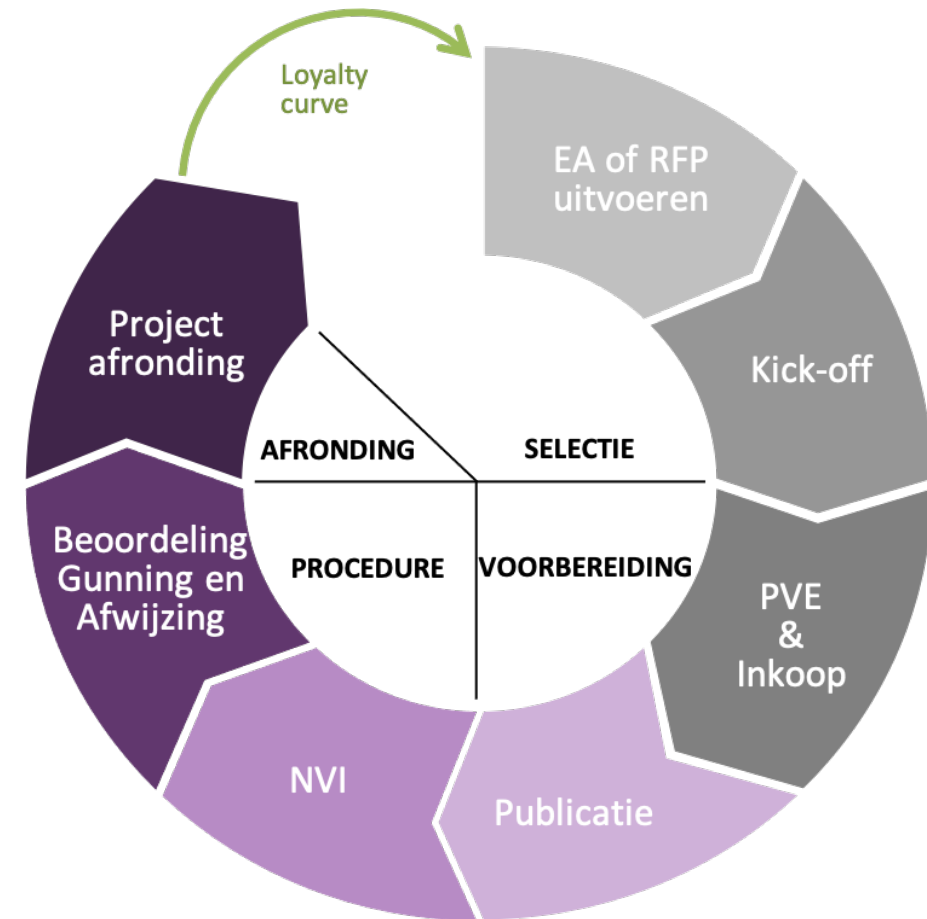 Loyalty
curve
EA of RFP
uitvoeren
Kick-off
PVE
&
Inkoop
Publicatie
NVI
Beoordeling
Gunning en
Afwijzing
Project
afronding
AFRONDING
SELECTIE
PROCEDURE
VOORBEREIDING